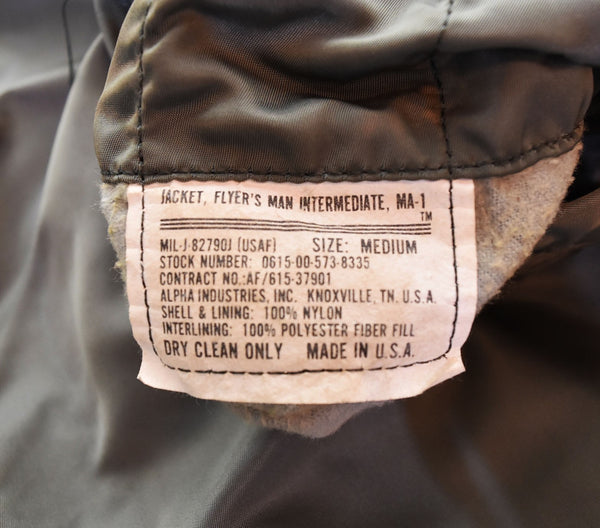 JACKET, FLYER'S MAN INTERMEDIATE, MA-1
TM
MIL-J-82790J (USAF) SIZE: MEDIUM
STOCK NUMBER: 0615-00-573-8335
CONTRACT NO.:AF/615-37901
ALPHA INDUSTRIES, INC. KNOXVILLE, TN. U.S.A.
SHELL & LINING: 100% NYLON
INTERLINING: 100% POLYESTER FIBER FILL
DRY CLEAN ONLY MADE IN U.S.A.